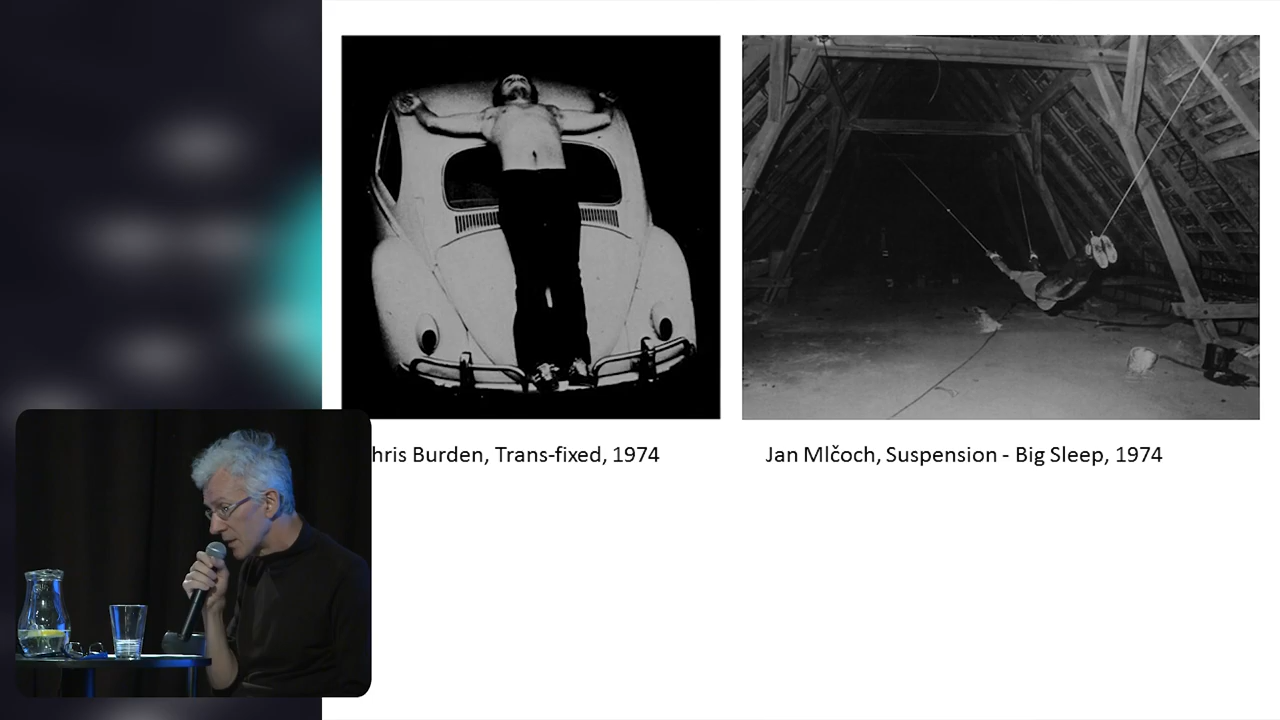 hris Burden, Trans-fixed, 1974
Jan Mlčoch, Suspension - Big Sleep, 1974